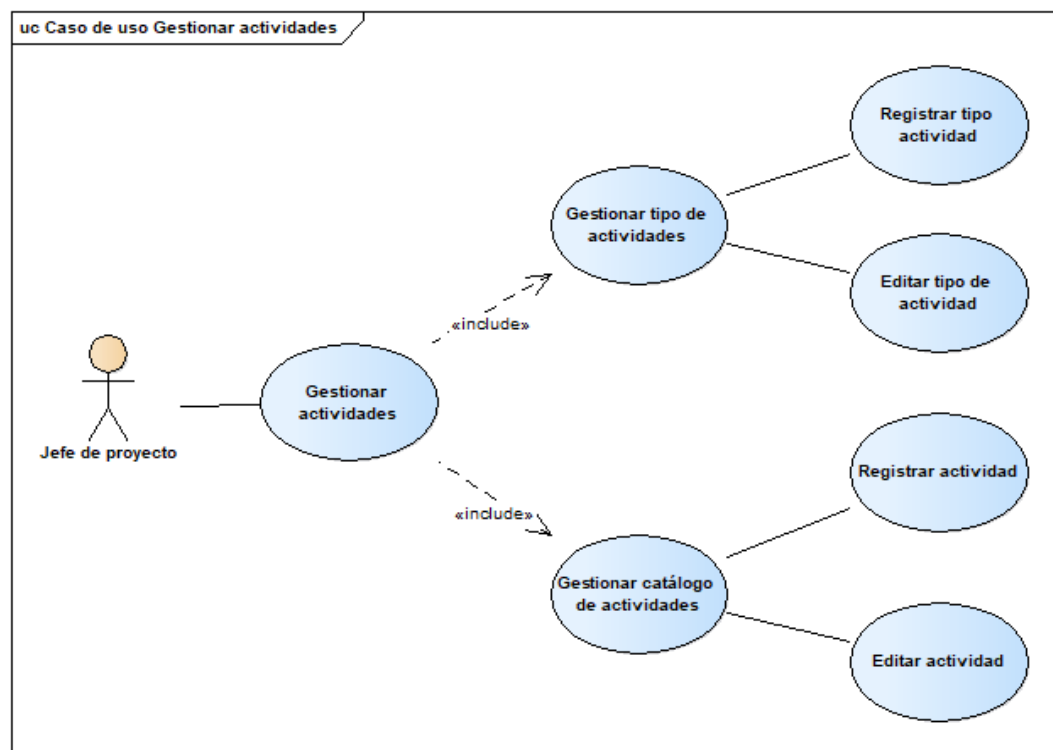 uc Caso de uso Gestionar actividades
Registrar tipo
actividad
Gestionar tipo de
actividades
Editar tipo de
actividad
«include»
Gestionar
actividades
Jefe de proyecto
Registrar actividad
«include»
Gestionar catálogo
de actividades
Editar actividad